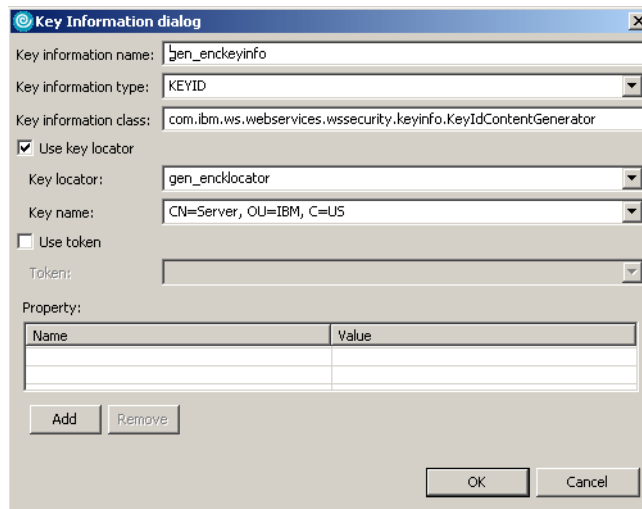 Key Information dialog
Key information name: gen_enckeyinfo
Key information type: KEYID
Key information class: com.ibm.ws.webservices.wssecurity.keyinfo.KeyIdContentGenerator
Use key locator
Key locator: gen_encklocator
Key name: CN=Server, OU=IBM, C=US
Use token
Token:
Property:
Name Value
Add Remove
OK Cancel